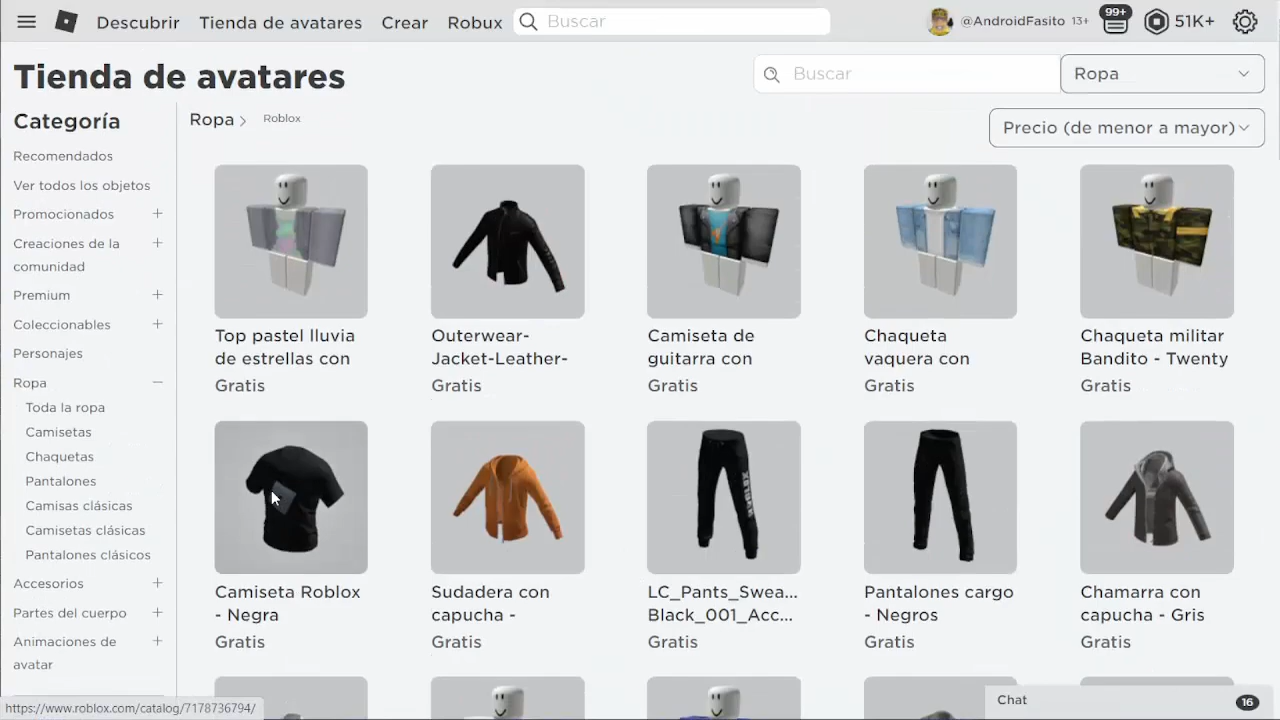 Descubrir Tienda de avatares Crear Robux Buscar @AndroidFasito 13+ 99+ 51K+
Tienda de avatares
Buscar
Ropa
Categoría
Ropa > Roblox
Precio (de menor a mayor)
Recomendados
Ver todos los objetos
Promocionados +
Creaciones de la +
comunidad
Premium +
Coleccionables +
Personajes
Ropa —
Toda la ropa
Camisetas
Chaquetas
Pantalones
Camisas clásicas
Camisetas clásicas
Pantalones clásicos
Accesorios +
Partes del cuerpo +
Animaciones de +
avatar
Top pastel lluvia
de estrellas con
Gratis
Outerwear-
Jacket-Leather-
Gratis
Camiseta de
guitarra con
Gratis
Chaqueta
vaquera con
Gratis
Chaqueta militar
Bandito - Twenty
Gratis
Camiseta Roblox
- Negra
Gratis
Sudadera con
capucha -
Gratis
ROBLOX
LC_Pants_Swea...
Black_001_Acc...
Gratis
Pantalones cargo
- Negros
Gratis
Chamarra con
capucha - Gris
Gratis
https://www.roblox.com/catalog/7178736794/
Chat 16